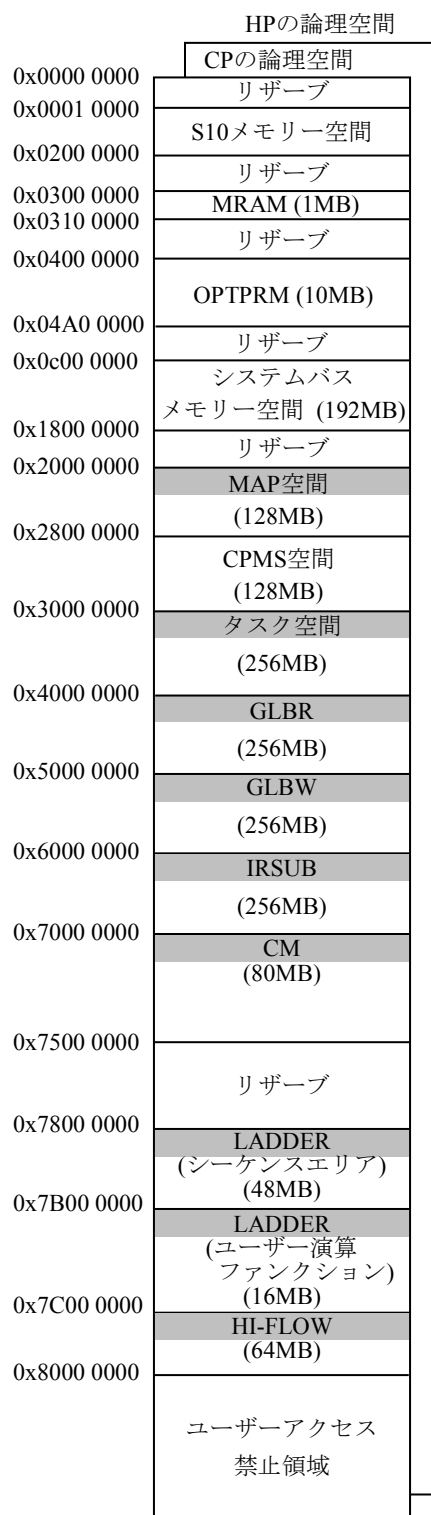 HPの論理空間
CPの論理空間
0x0000 0000
リザーブ
0x0001 0000
S10メモリー空間
0x0200 0000
リザーブ
0x0300 0000
MRAM (1MB)
0x0310 0000
リザーブ
0x0400 0000
OPTPRM (10MB)
0x04A0 0000
リザーブ
0x0c00 0000
システムバス
メモリー空間 (192MB)
0x1800 0000
リザーブ
0x2000 0000
MAP空間
(128MB)
0x2800 0000
CPMS空間
(128MB)
0x3000 0000
タスク空間
(256MB)
0x4000 0000
GLBR
(256MB)
0x5000 0000
GLBW
(256MB)
0x6000 0000
IRSUB
(256MB)
0x7000 0000
CM
(80MB)
0x7500 0000
リザーブ
0x7800 0000
LADDER
(シーケンスエリア)
(48MB)
0x7B00 0000
LADDER
(ユーザー演算
ファンクション)
(16MB)
0x7C00 0000
HI-FLOW
(64MB)
0x8000 0000
ユーザーアクセス
禁止領域